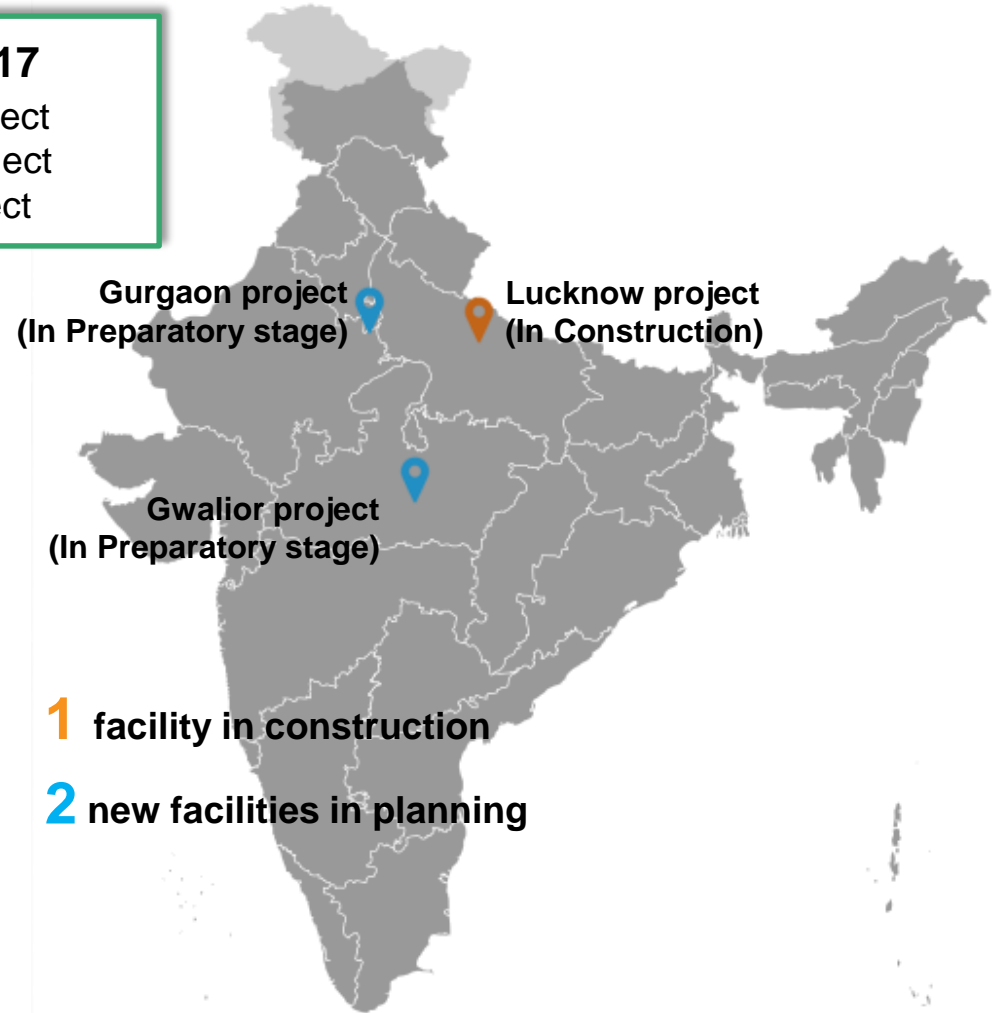 17
ect
ject
ect
Gurgaon project
(In Preparatory stage)
Lucknow project
(In Construction)
Gwalior project
(In Preparatory stage)
1 facility in construction
2 new facilities in planning